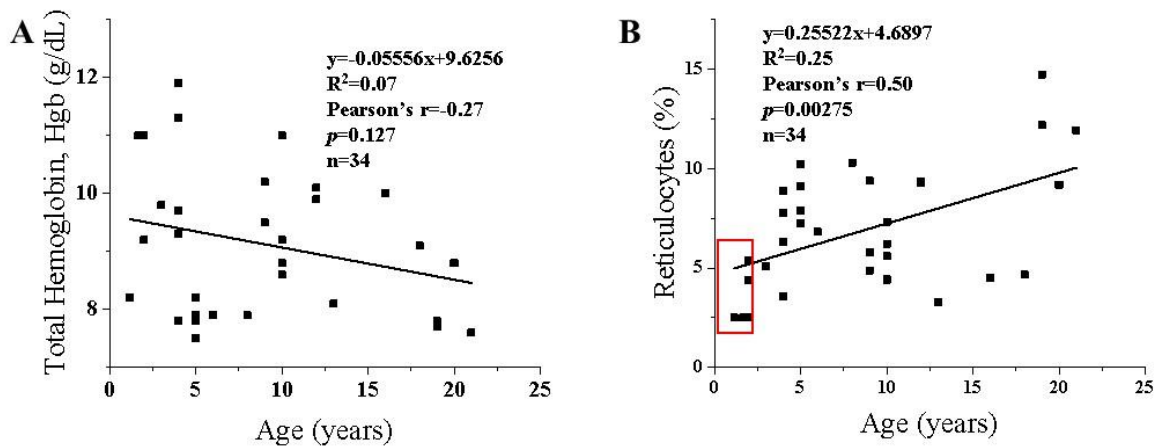 A
Total Hemoglobin, Hgb (g/dL)
y=-0.05556x+9.6256
R²=0.07
Pearson's r=-0.27
p=0.127
n=34
12
10
8
0 5 10 15 20 25
Age (years)
B
Reticulocytes (%)
y=0.25522x+4.6897
R²=0.25
Pearson's r=0.50
p=0.00275
n=34
15
10
5
0
0 5 10 15 20 25
Age (years)